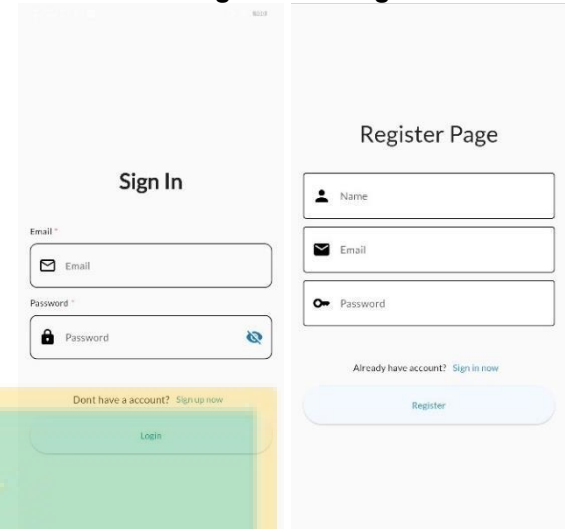 Sign In
Email *
Email
Password *
Password
Dont have a account? Sign up now
Login
Register Page
Name
Email
Password
Already have account? Sign in now
Register